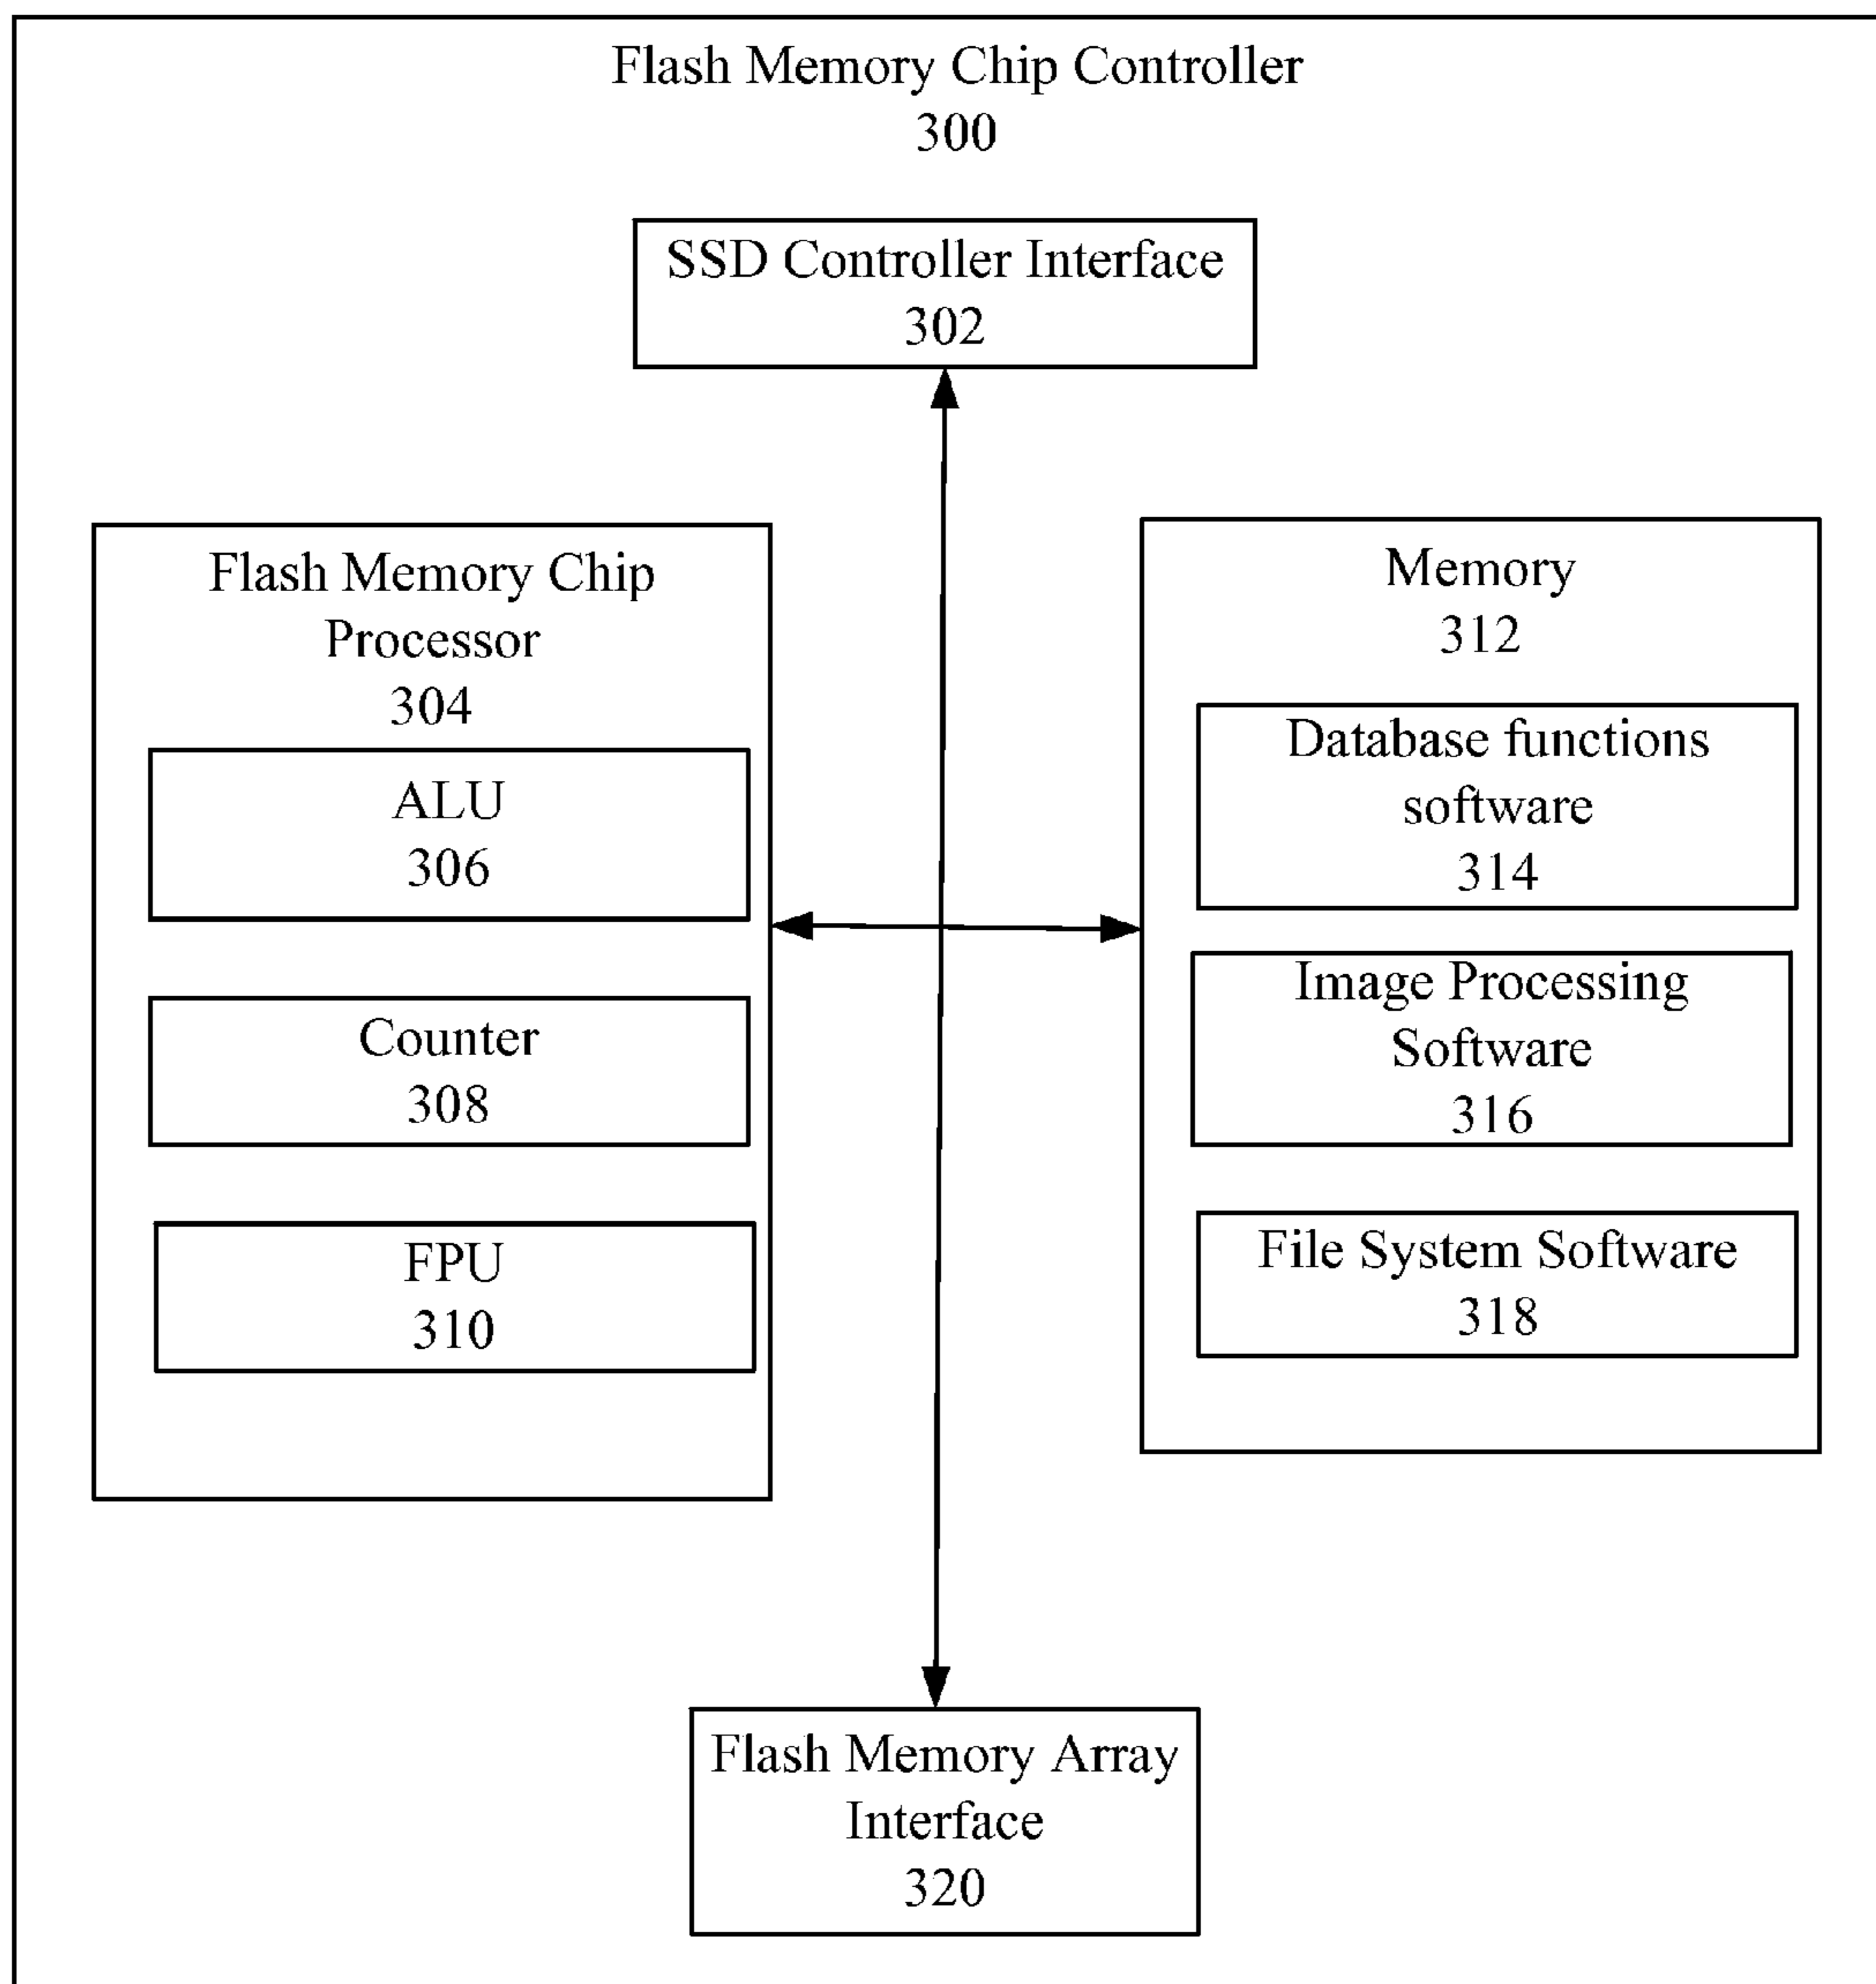 Flash Memory Chip Controller
300
SSD Controller Interface
302
Flash Memory Chip
Processor
304
ALU
306
Counter
308
FPU
310
Memory
312
Database functions
software
314
Image Processing
Software
316
File System Software
318
Flash Memory Array
Interface
320